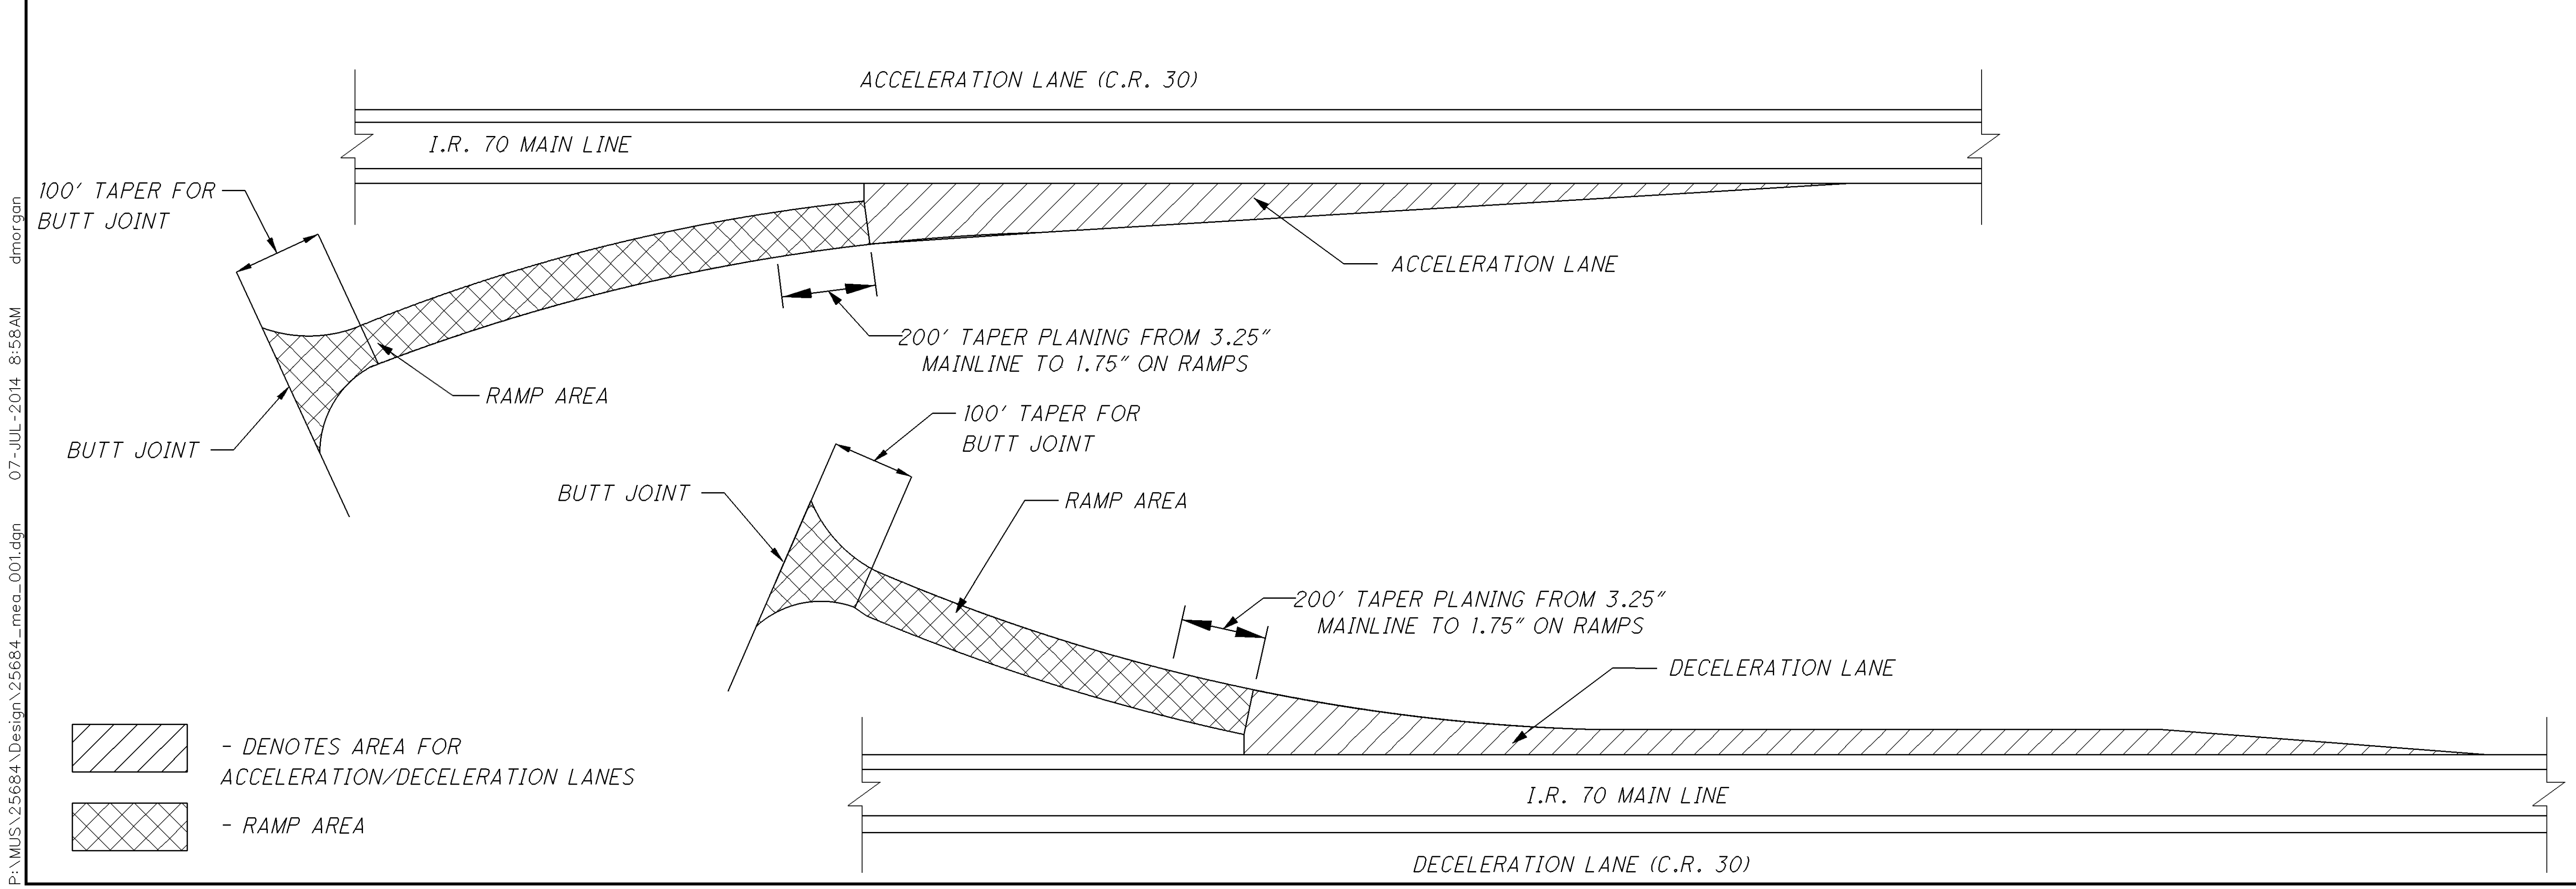 ACCELERATION LANE (C.R. 30)
I.R. 70 MAIN LINE
100' TAPER FOR
BUTT JOINT
ACCELERATION LANE
200' TAPER PLANING FROM 3.25"
MAINLINE TO 1.75" ON RAMPS
RAMP AREA
BUTT JOINT
100' TAPER FOR
BUTT JOINT
BUTT JOINT
RAMP AREA
200' TAPER PLANING FROM 3.25"
MAINLINE TO 1.75" ON RAMPS
DECELERATION LANE
- DENOTES AREA FOR
ACCELERATION/DECELERATION LANES
- RAMP AREA
I.R. 70 MAIN LINE
DECELERATION LANE (C.R. 30)
P:\MUS\25684\Design\25684_mea_001.dgn 07-JUL-2014 8:58AM dmorgan